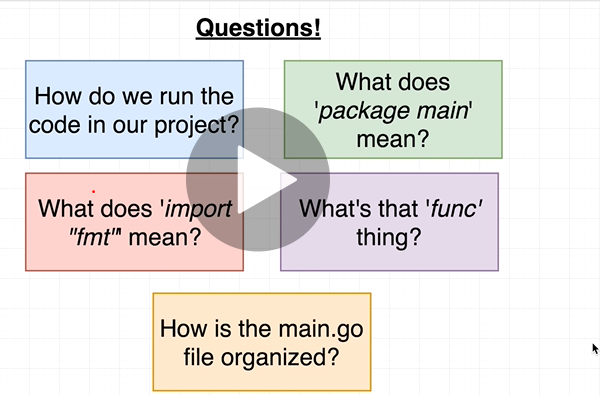 Questions!
How do we run the
code in our project?
What does
'package main'
mean?
What does 'import
"fmt"' mean?
What's that 'func'
thing?
How is the main.go
file organized?